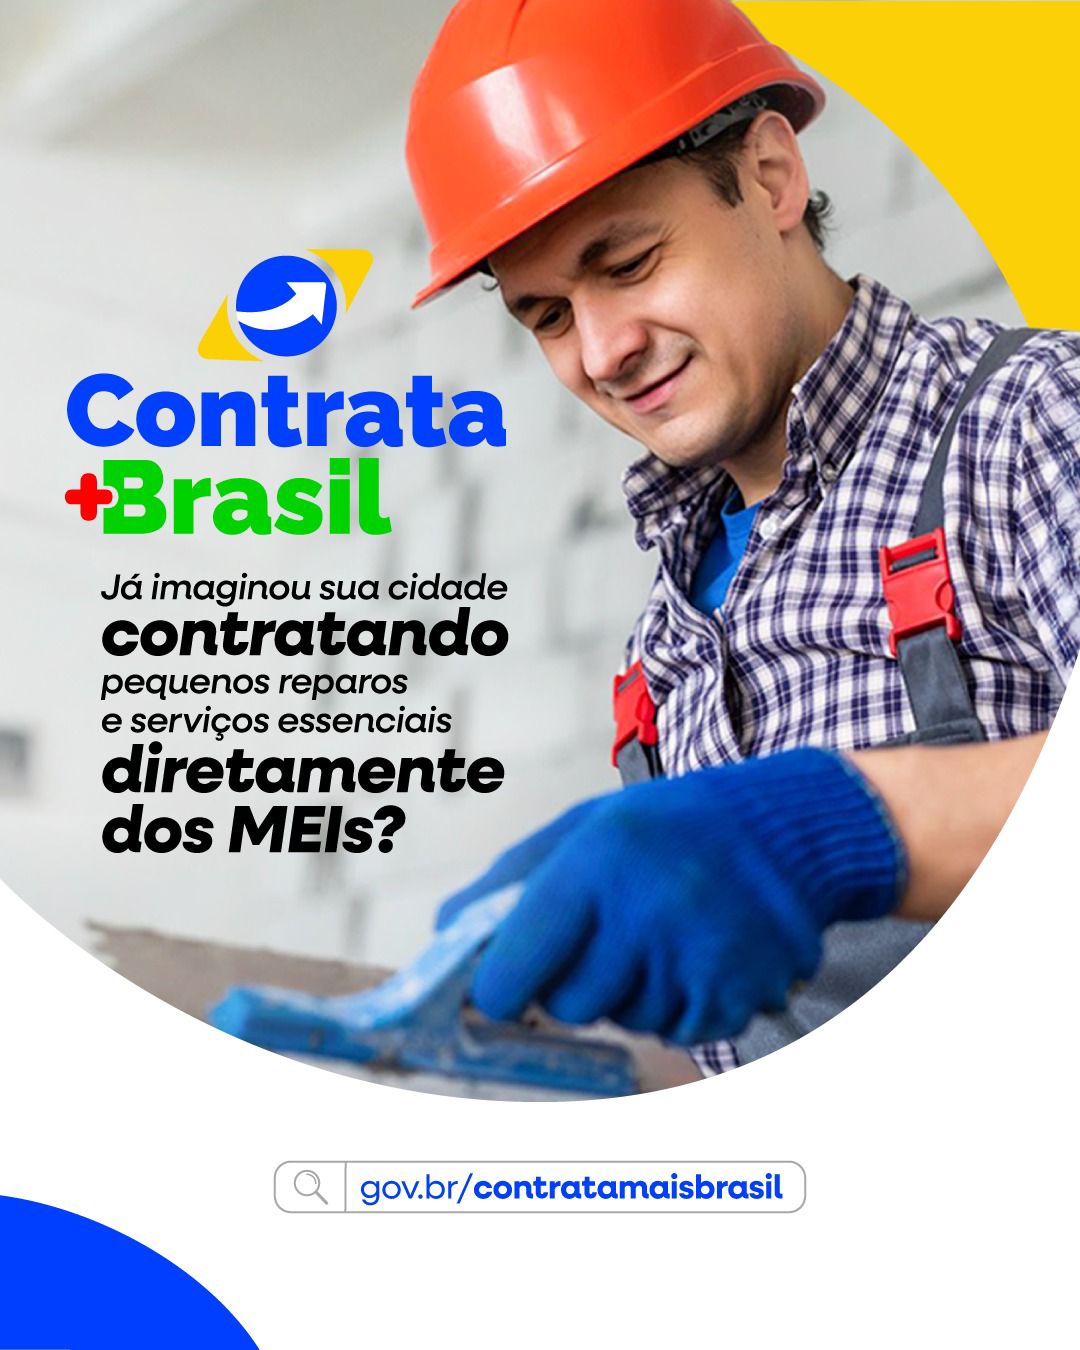 Contrata
+Brasil
Já imaginou sua cidade
contratando
pequenos reparos
e serviços essenciais
diretamente
dos MEIs?
gov.br/contratamaisbrasil